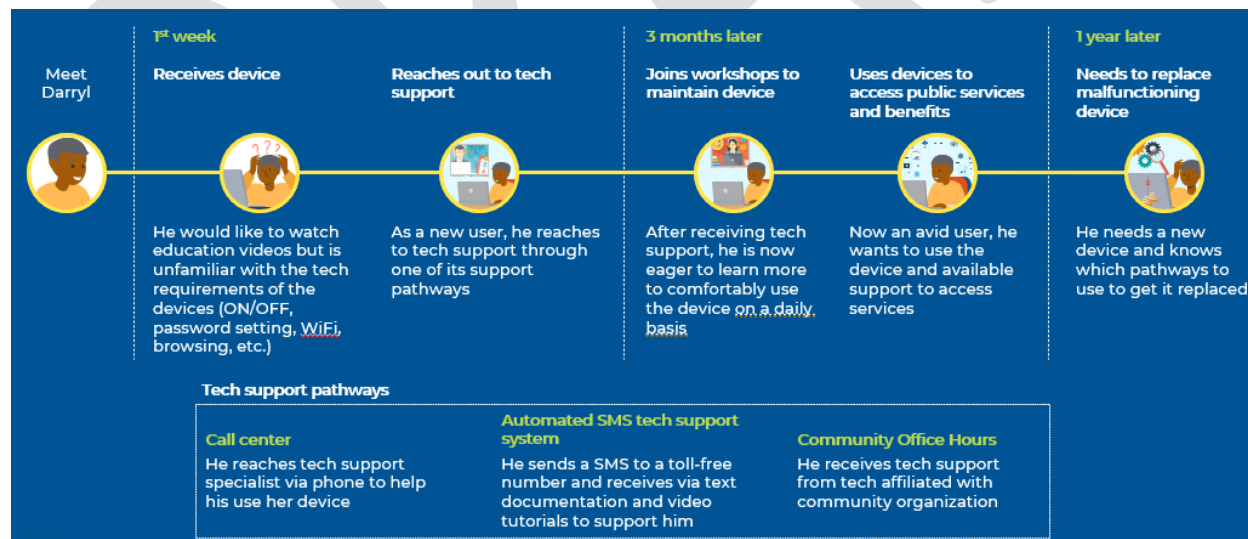 1st week
3 months later
1 year later
Meet
Darryl
Receives device
Reaches out to tech
support
Joins workshops to
maintain device
Uses devices to
access public services
and benefits
Needs to replace
malfunctioning
device
???
He would like to watch
education videos but is
unfamiliar with the tech
requirements of the
devices (ON/OFF,
password setting, WiFi,
browsing, etc.)
As a new user, he reaches
to tech support through
one of its support
pathways
After receiving tech
support, he is now
eager to learn more
to comfortably use
the device on a daily
basis
Now an avid user, he
wants to use the
device and available
support to access
services
He needs a new
device and knows
which pathways to
use to get it replaced
Tech support pathways
Call center
He reaches tech support
specialist via phone to help
his use her device
Automated SMS tech support
system
He sends a SMS to a toll-free
number and receives via text
documentation and video
tutorials to support him
Community Office Hours
He receives tech support
from tech affiliated with
community organization